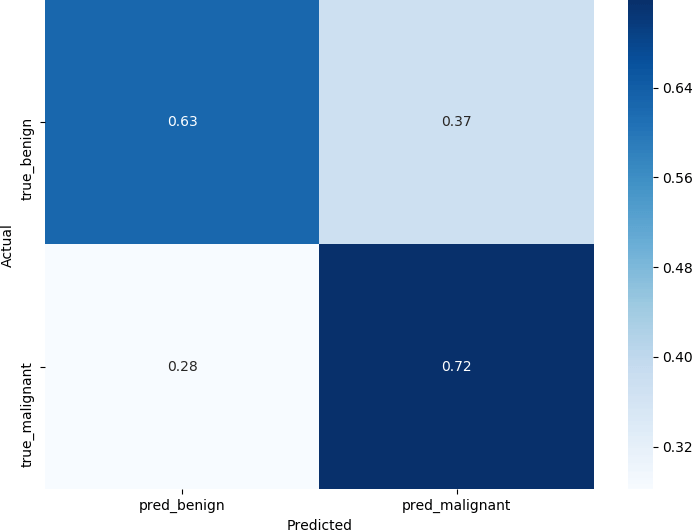 Actual
true_benign
true_malignant
0.63
0.37
0.28
0.72
pred_benign
pred_malignant
Predicted
0.64
0.56
0.48
0.40
0.32